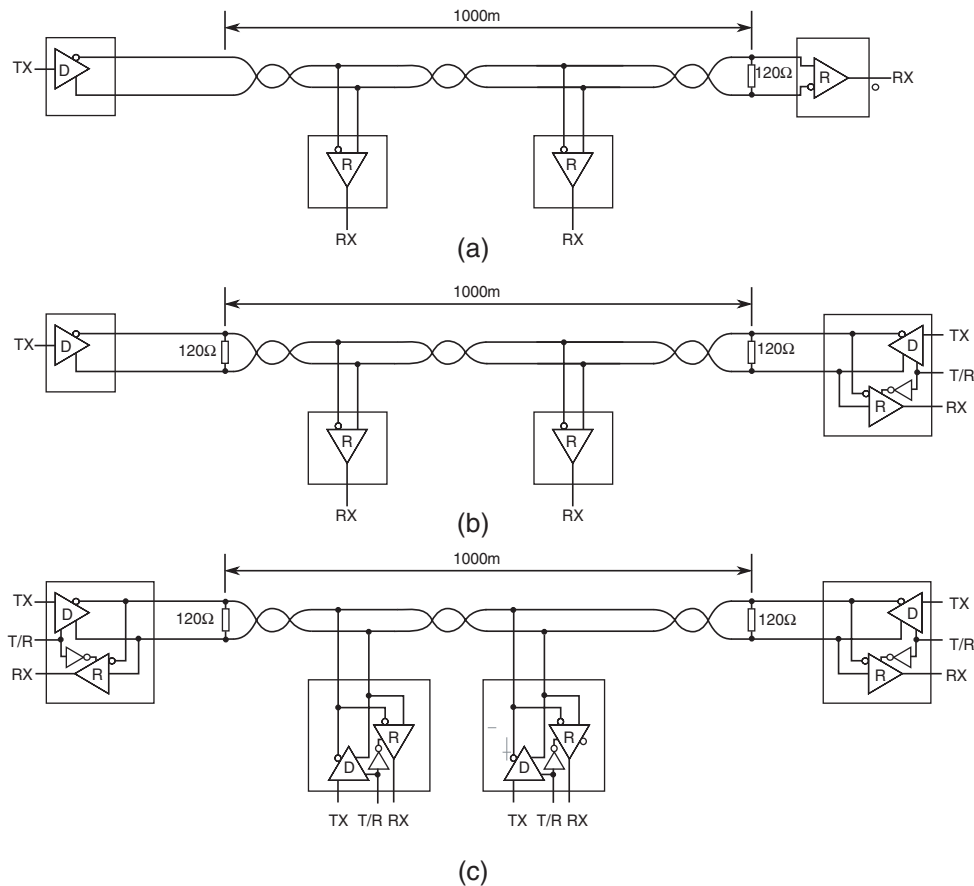 1000m
TX
D
120Ω
R
RX
R
R
RX
RX
(a)
1000m
TX
D
120Ω
120Ω
D
TX
T/R
R
RX
R
R
RX
RX
(b)
1000m
TX
D
120Ω
120Ω
D
TX
T/R
T/R
RX
R
R
RX
R
R
D
D
TX T/R RX
TX T/R RX
(c)